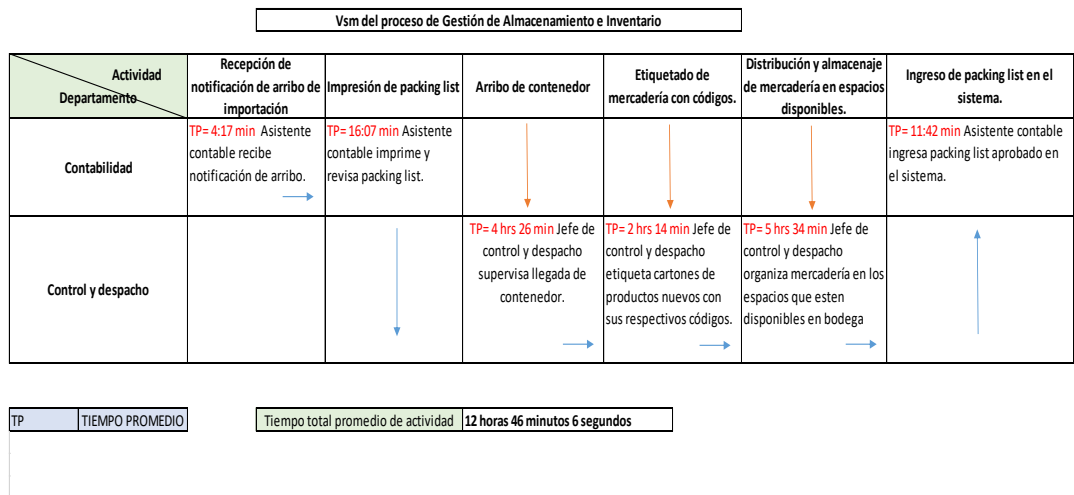 Vsm del proceso de Gestión de Almacenamiento e Inventario
Actividad
Departamento
Recepción de
notificación de arribo de
importación
Impresión de packing list
Arribo de contenedor
Etiquetado de
mercadería con códigos.
Distribución y almacenaje
de mercadería en espacios
disponibles.
Ingreso de packing list en el
sistema.
Contabilidad
TP= 4:17 min Asistente
contable recibe
notificación de arribo.
TP= 16:07 min Asistente
contable imprime y
revisa packing list.
TP= 11:42 min Asistente contable
ingresa packing list aprobado en
el sistema.
Control y despacho
TP= 4 hrs 26 min Jefe de
control y despacho
supervisa llegada de
contenedor.
TP= 2 hrs 14 min Jefe de
control y despacho
etiqueta cartones de
productos nuevos con
sus respectivos códigos.
TP= 5 hrs 34 min Jefe de
control y despacho
organiza mercadería en los
espacios que esten
disponibles en bodega
TP
TIEMPO PROMEDIO
Tiempo total promedio de actividad
12 horas 46 minutos 6 segundos